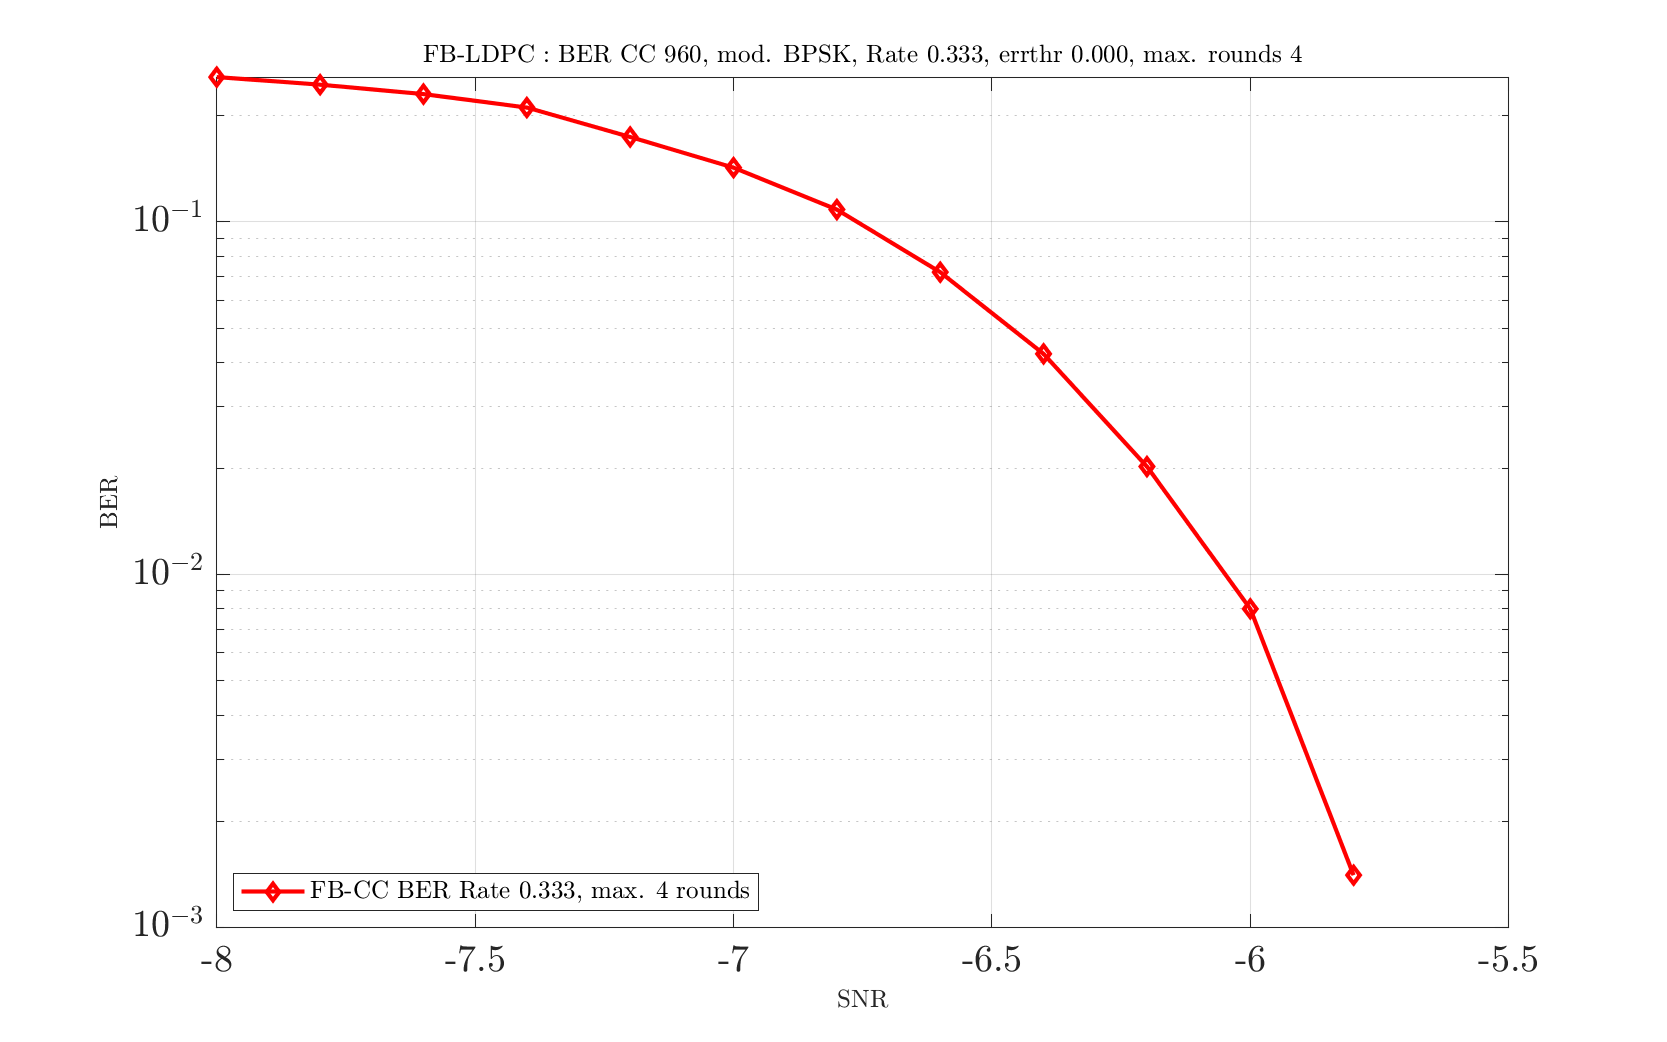 FB-LDPC : BER CC 960, mod. BPSK, Rate 0.333, errthr 0.000, max. rounds 4
10⁻¹
10⁻²
10⁻³
BER
FB-CC BER Rate 0.333, max. 4 rounds
-8 -7.5 -7 -6.5 -6 -5.5
SNR